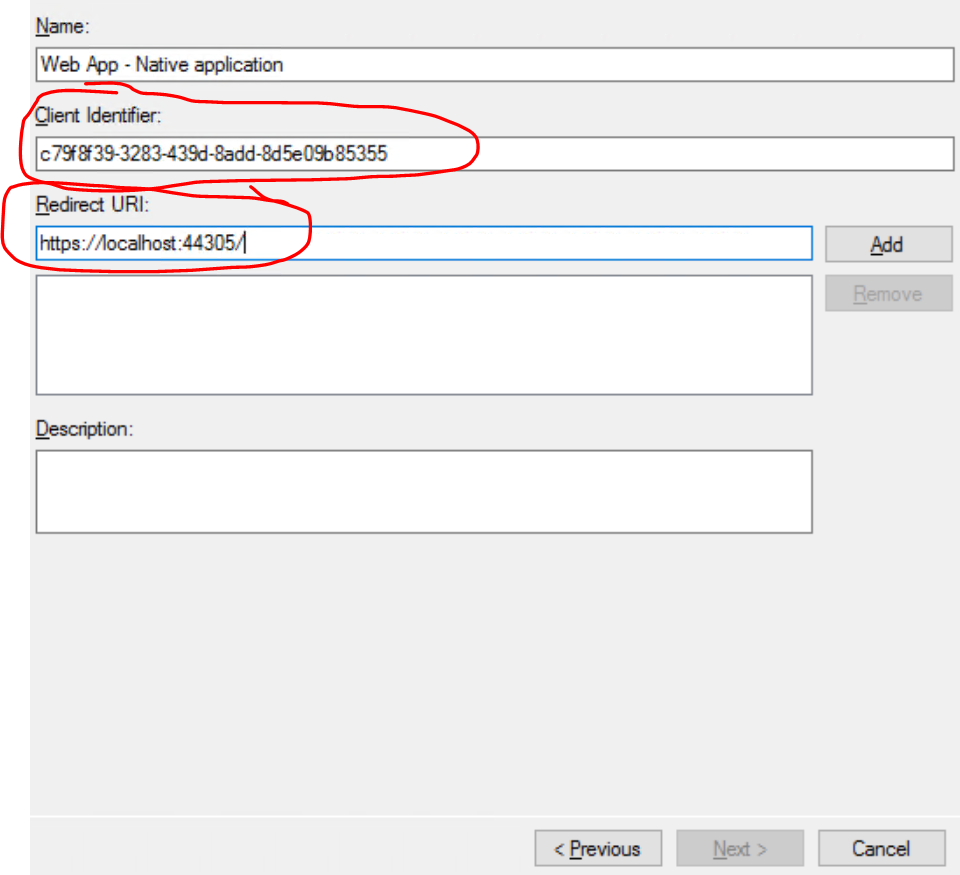 Name:
Web App - Native application
Client Identifier:
c79f8f39-3283-439d-8add-8d5e09b85355
Redirect URI:
https://localhost:44305/
Add
Remove
Description:
< Previous
Next >
Cancel